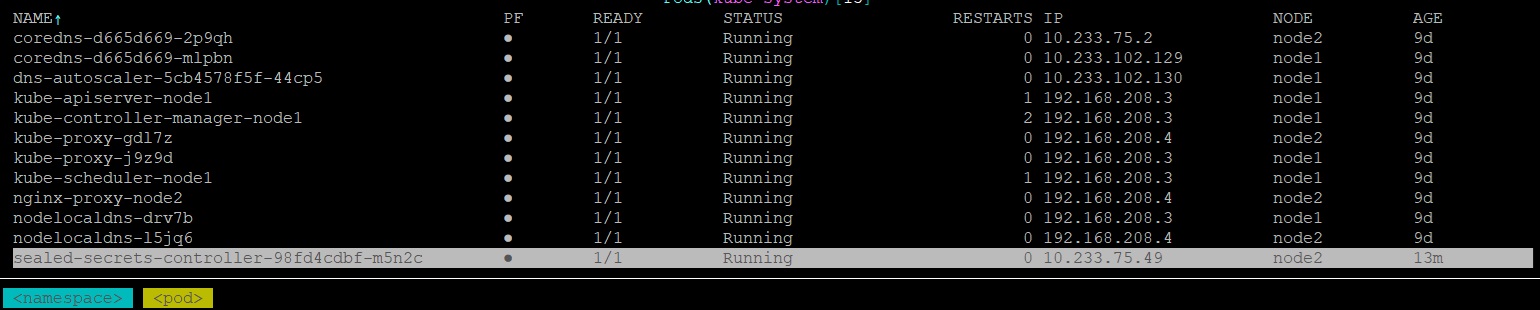 Pods(kube-system)[15]
NAME↑ PF READY STATUS RESTARTS IP NODE AGE
coredns-d665d669-2p9qh ● 1/1 Running 0 10.233.75.2 node2 9d
coredns-d665d669-mlpbn ● 1/1 Running 0 10.233.102.129 node1 9d
dns-autoscaler-5cb4578f5f-44cp5 ● 1/1 Running 0 10.233.102.130 node1 9d
kube-apiserver-node1 ● 1/1 Running 1 192.168.208.3 node1 9d
kube-controller-manager-node1 ● 1/1 Running 2 192.168.208.3 node1 9d
kube-proxy-gdl7z ● 1/1 Running 0 192.168.208.4 node2 9d
kube-proxy-j9z9d ● 1/1 Running 0 192.168.208.3 node1 9d
kube-scheduler-node1 ● 1/1 Running 1 192.168.208.3 node1 9d
nginx-proxy-node2 ● 1/1 Running 0 192.168.208.4 node2 9d
nodelocaldns-drv7b ● 1/1 Running 0 192.168.208.3 node1 9d
nodelocaldns-l5jq6 ● 1/1 Running 0 192.168.208.4 node2 9d
sealed-secrets-controller-98fd4cdbf-m5n2c ● 1/1 Running 0 10.233.75.49 node2 13m
<namespace> <pod>